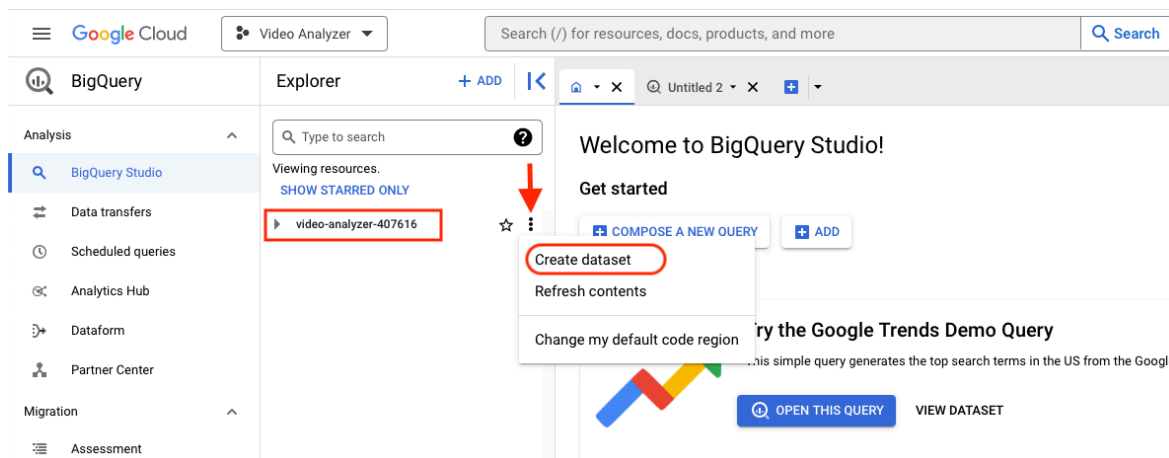 Google Cloud
Video Analyzer
Search (/) for resources, docs, products, and more
Search
BigQuery
Analysis
BigQuery Studio
Data transfers
Scheduled queries
Analytics Hub
Dataform
Partner Center
Migration
Assessment
Explorer
+ ADD
Type to search
?
Viewing resources.
SHOW STARRED ONLY
video-analyzer-407616
Create dataset
Refresh contents
Change my default code region
Untitled 2
Welcome to BigQuery Studio!
Get started
COMPOSE A NEW QUERY
ADD
ry the Google Trends Demo Query
his simple query generates the top search terms in the US from the Googl
OPEN THIS QUERY
VIEW DATASET